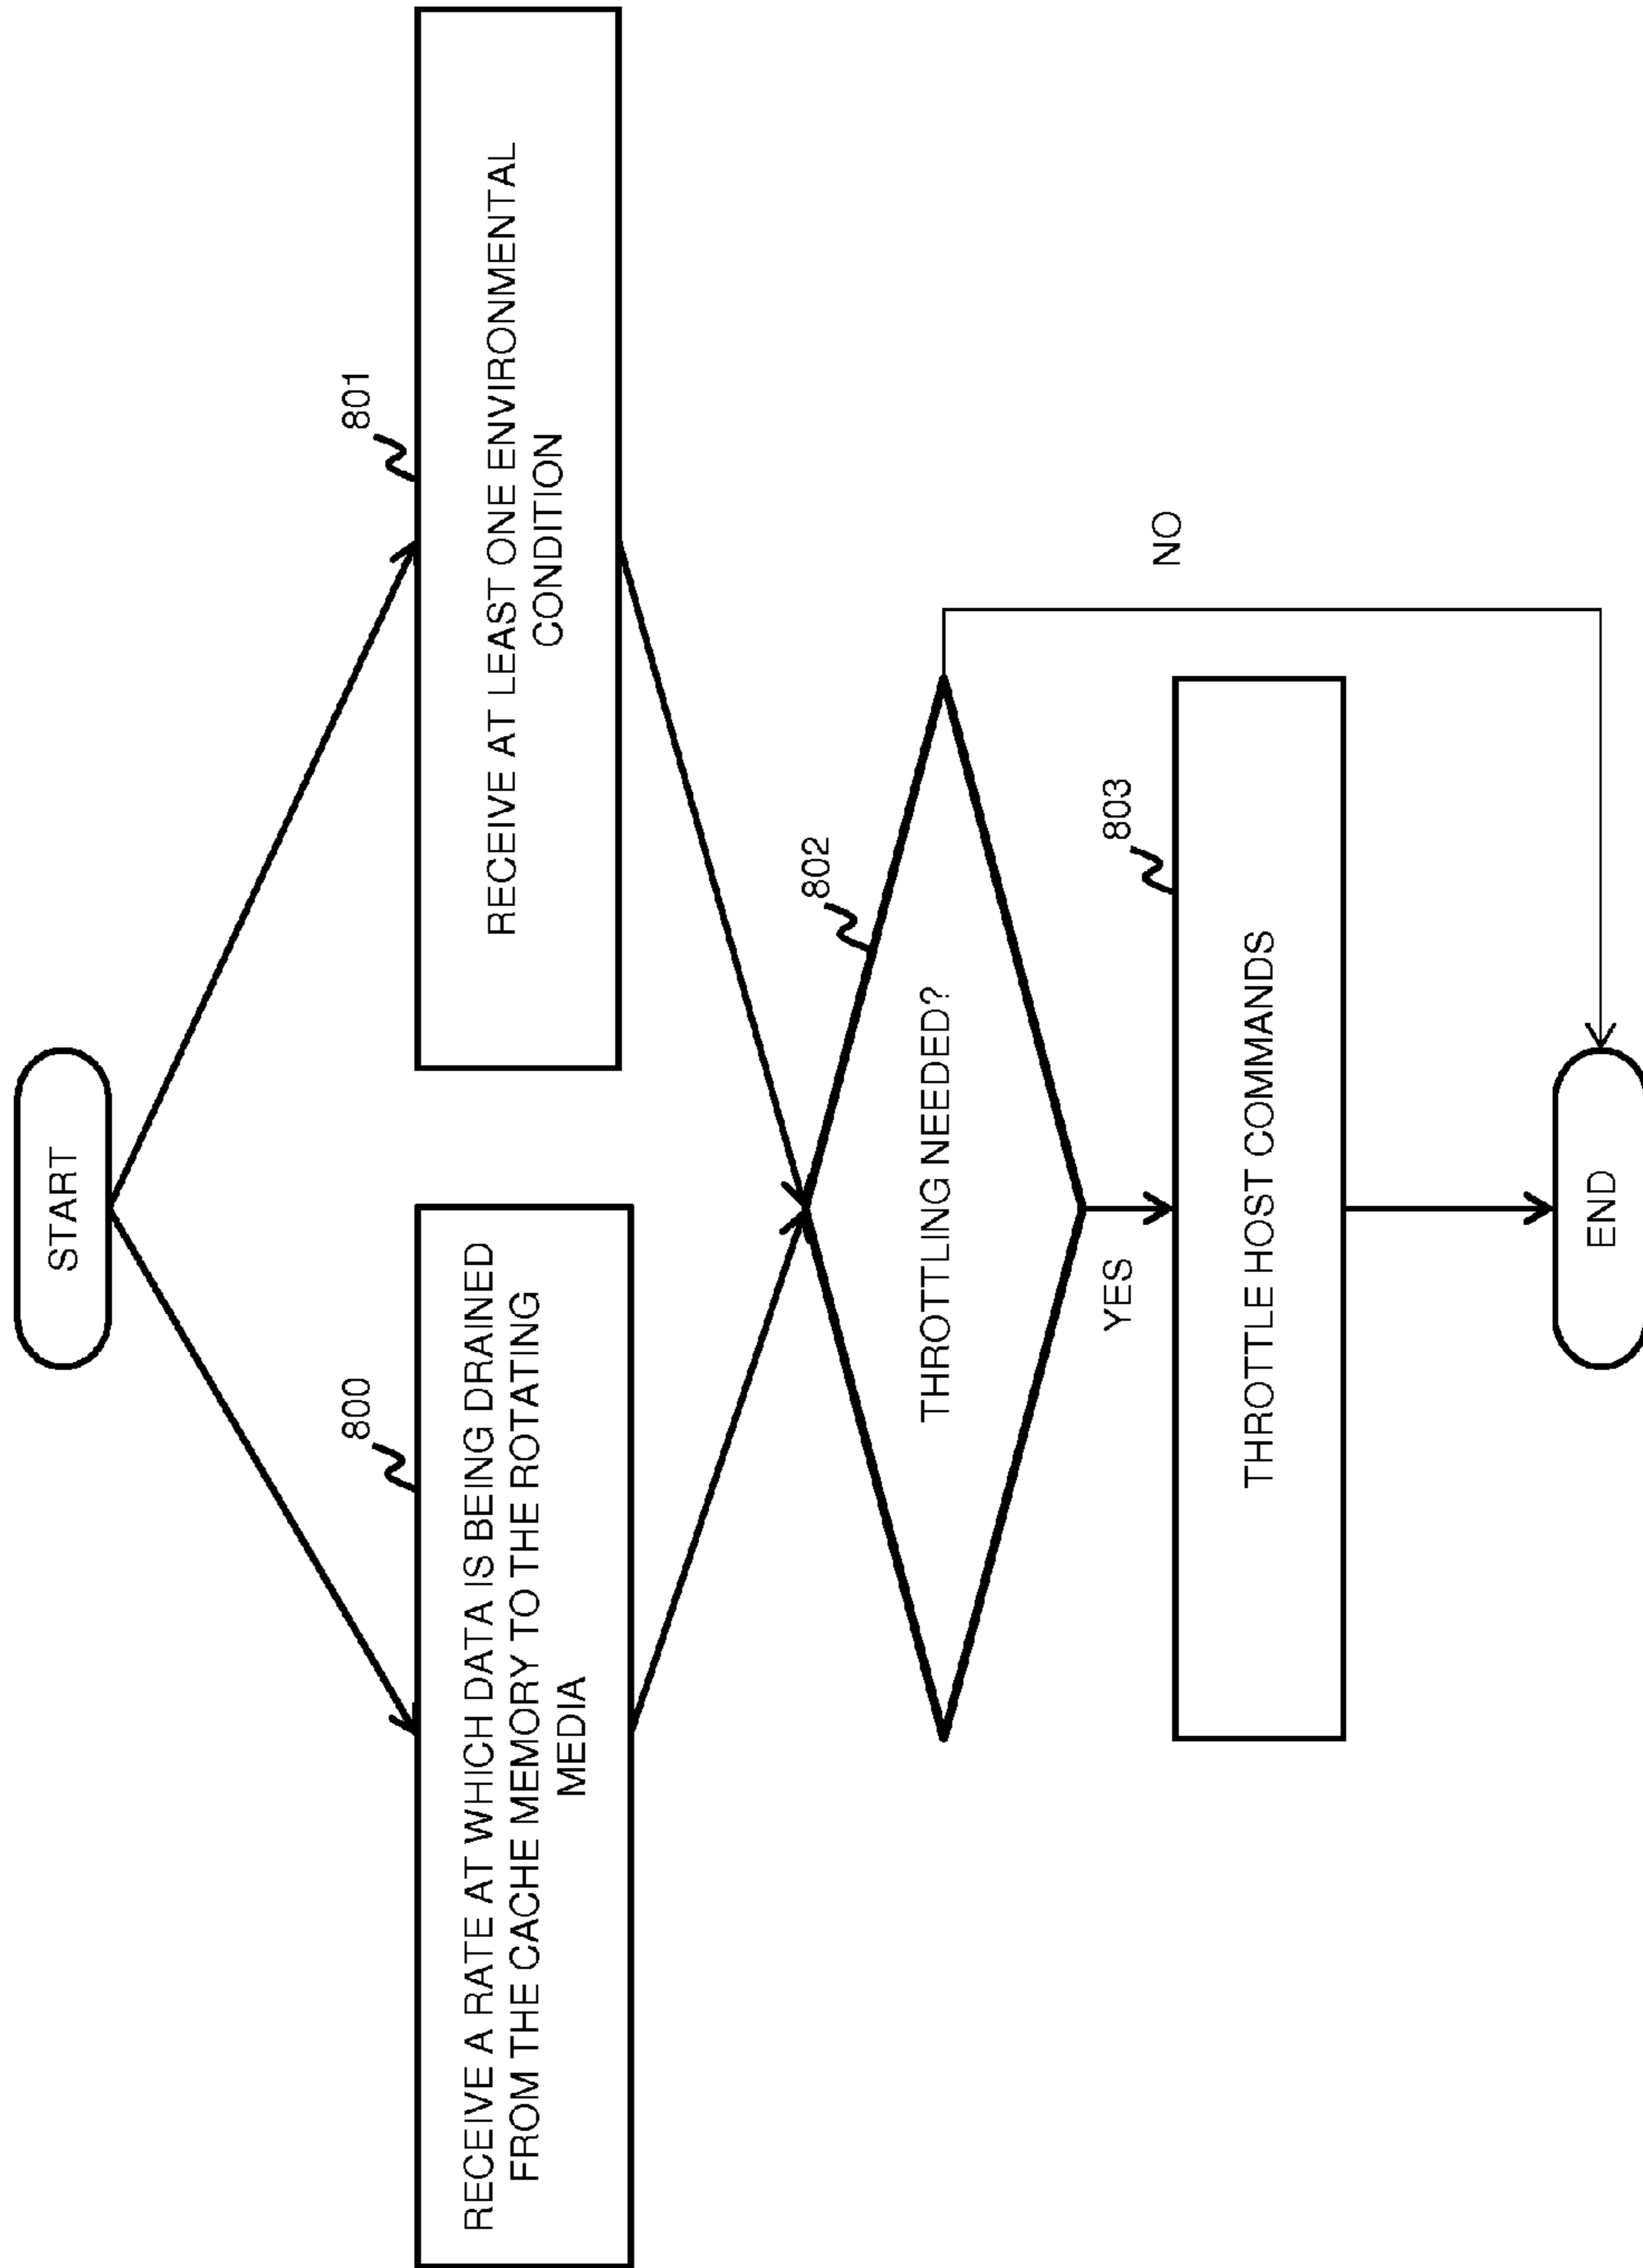 START
800
RECEIVE A RATE AT WHICH DATA IS BEING DRAINED
FROM THE CACHE MEMORY TO THE ROTATING
MEDIA
801
RECEIVE AT LEAST ONE ENVIRONMENTAL
CONDITION
802
THROTTLING NEEDED?
NO
YES
803
THROTTLE HOST COMMANDS
END